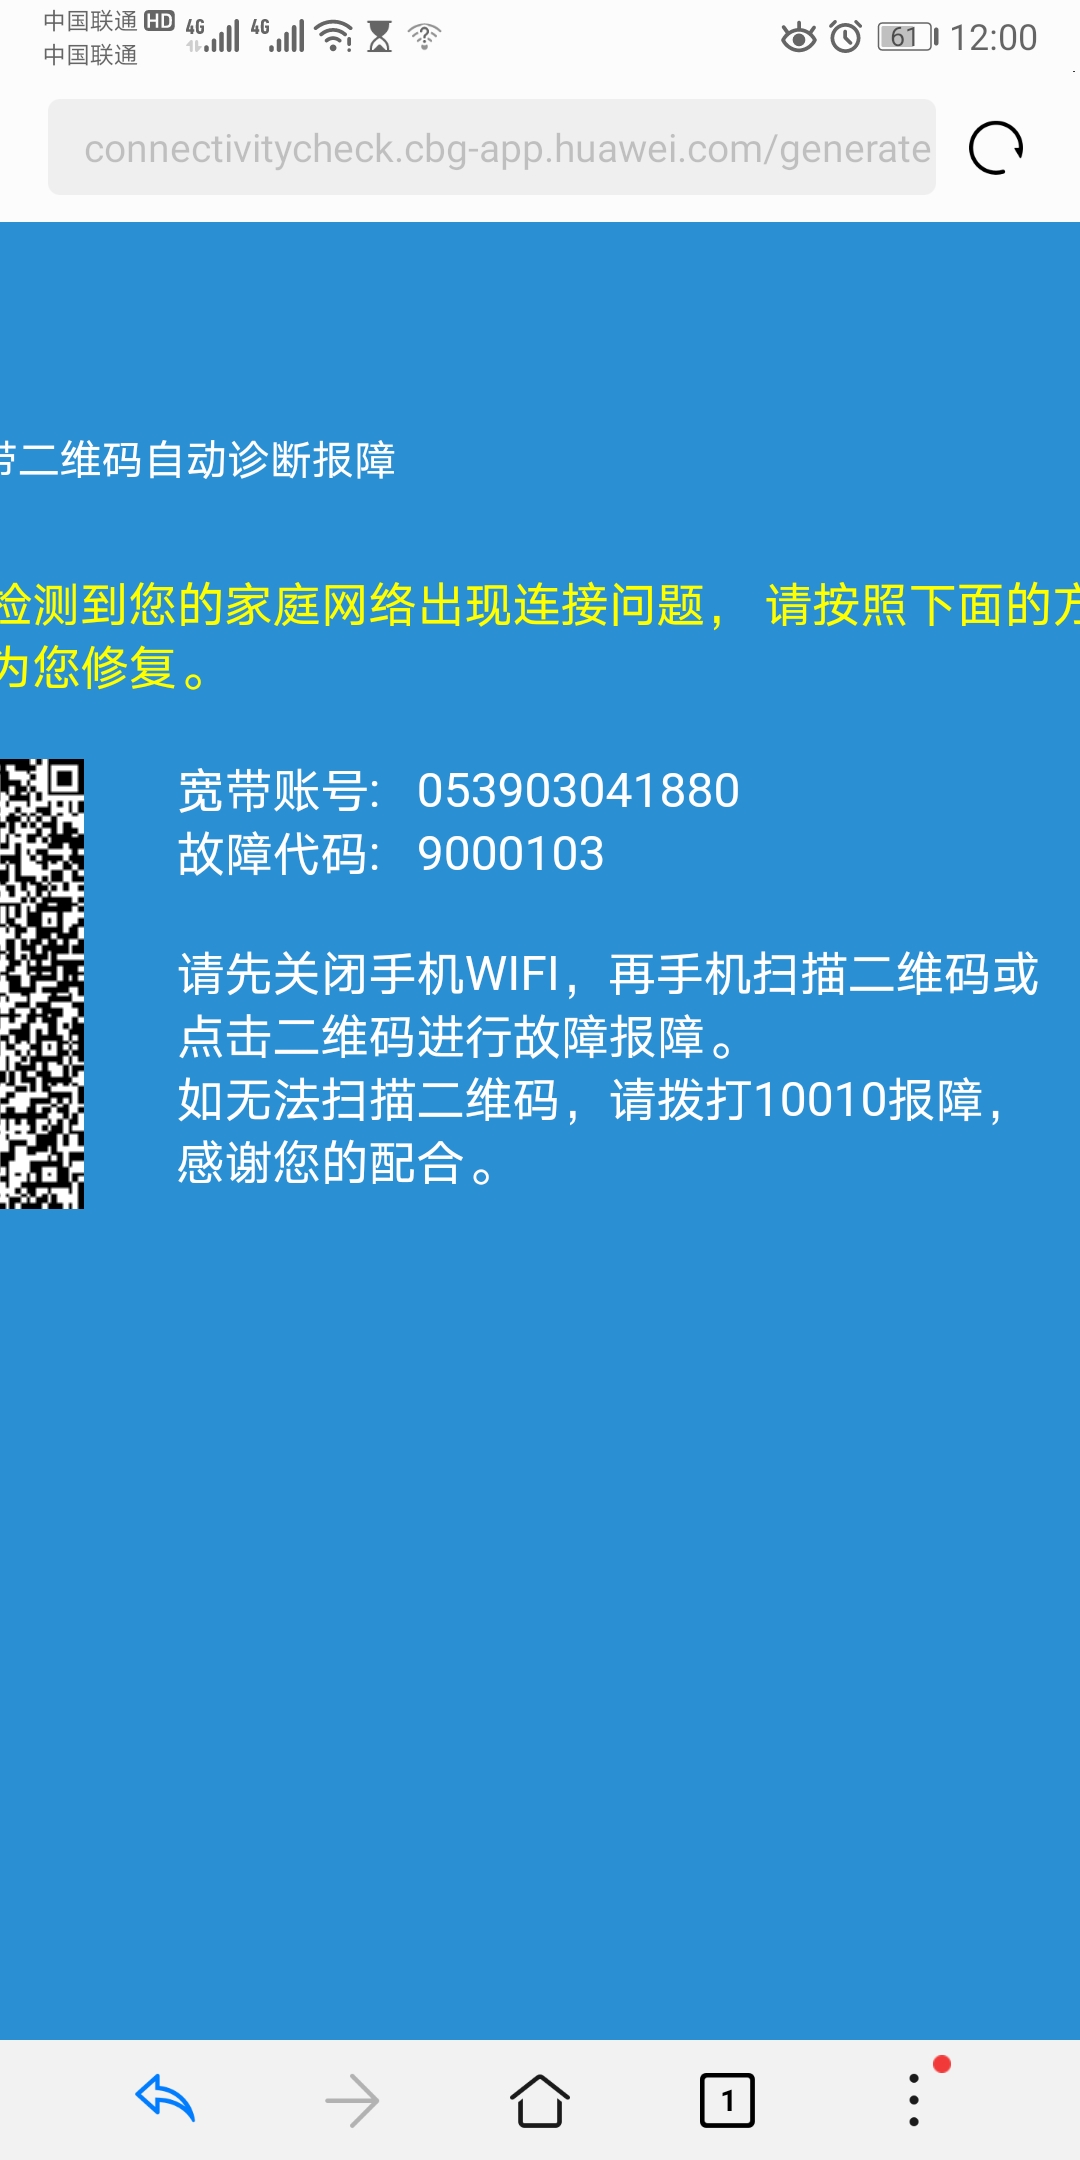 中国联通 HD
4G
4G
61
12:00
中国联通
connectivitycheck.cbg-app.huawei.com/generate
带二维码自动诊断报障
检测到您的家庭网络出现连接问题， 请按照下面的方
为您修复。
宽带账号: 053903041880
故障代码: 9000103
请先关闭手机WIFI，再手机扫描二维码或
点击二维码进行故障报障。
如无法扫描二维码，请拨打10010报障，
感谢您的配合。
1